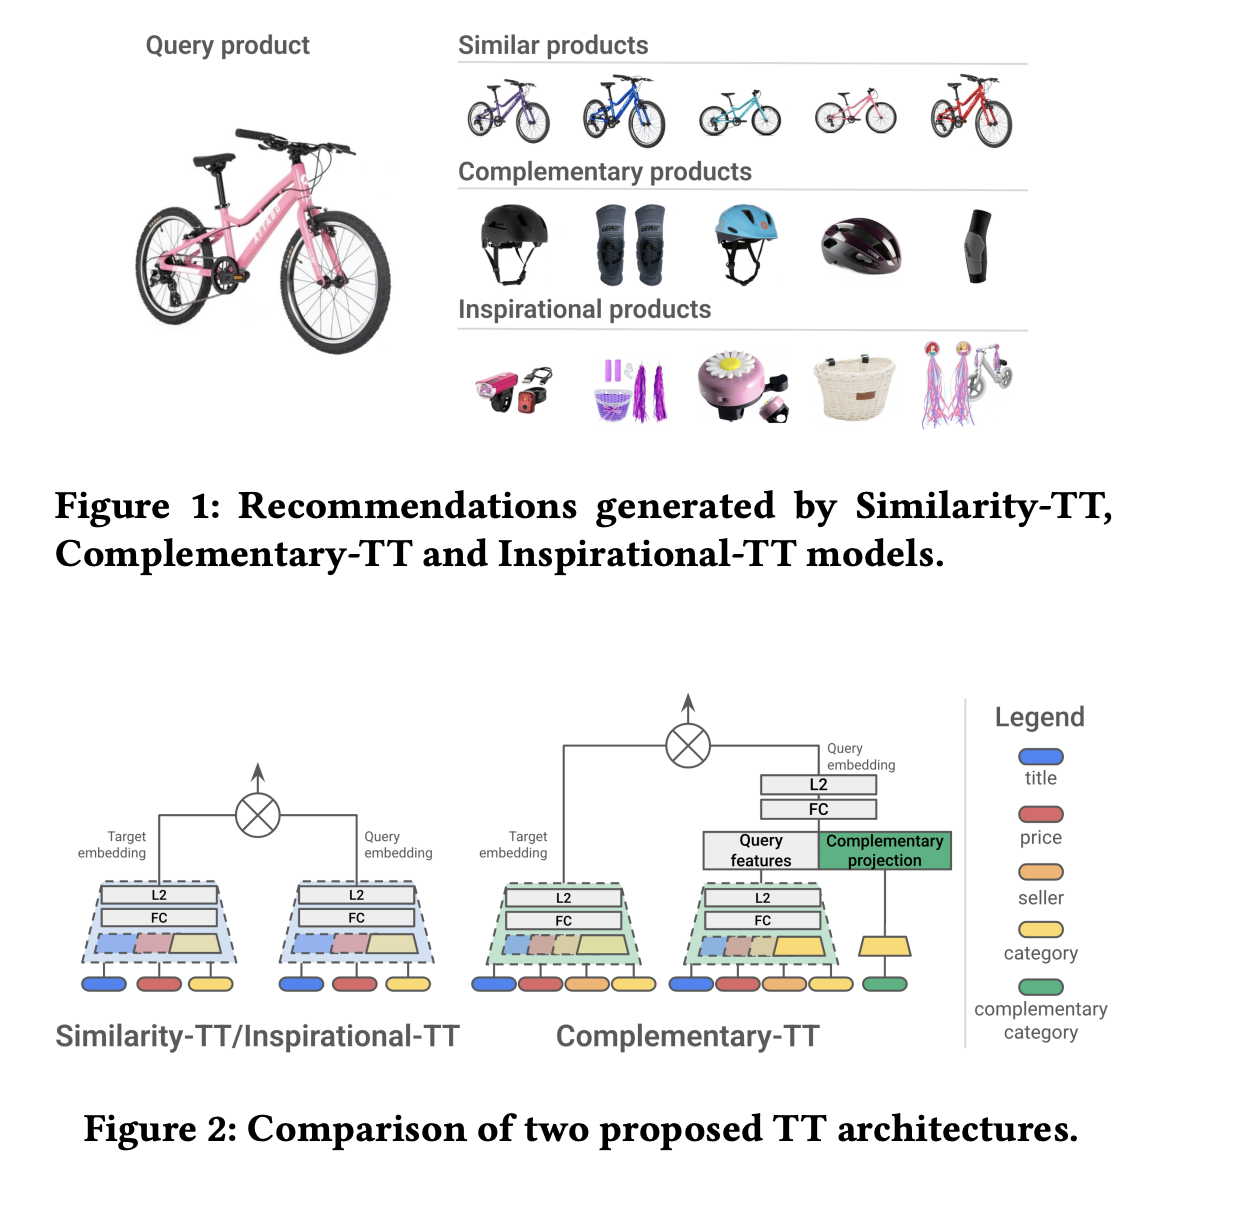 Query product
Similar products
Complementary products
Inspirational products
Figure 1: Recommendations generated by Similarity-TT,
Complementary-TT and Inspirational-TT models.
Target
embedding
Query
embedding
L2
FC
L2
FC
Similarity-TT/Inspirational-TT
Target
embedding
Query
embedding
L2
FC
Query
features
Complementary
projection
L2
FC
L2
FC
Complementary-TT
Legend
title
price
seller
category
complementary
category
Figure 2: Comparison of two proposed TT architectures.